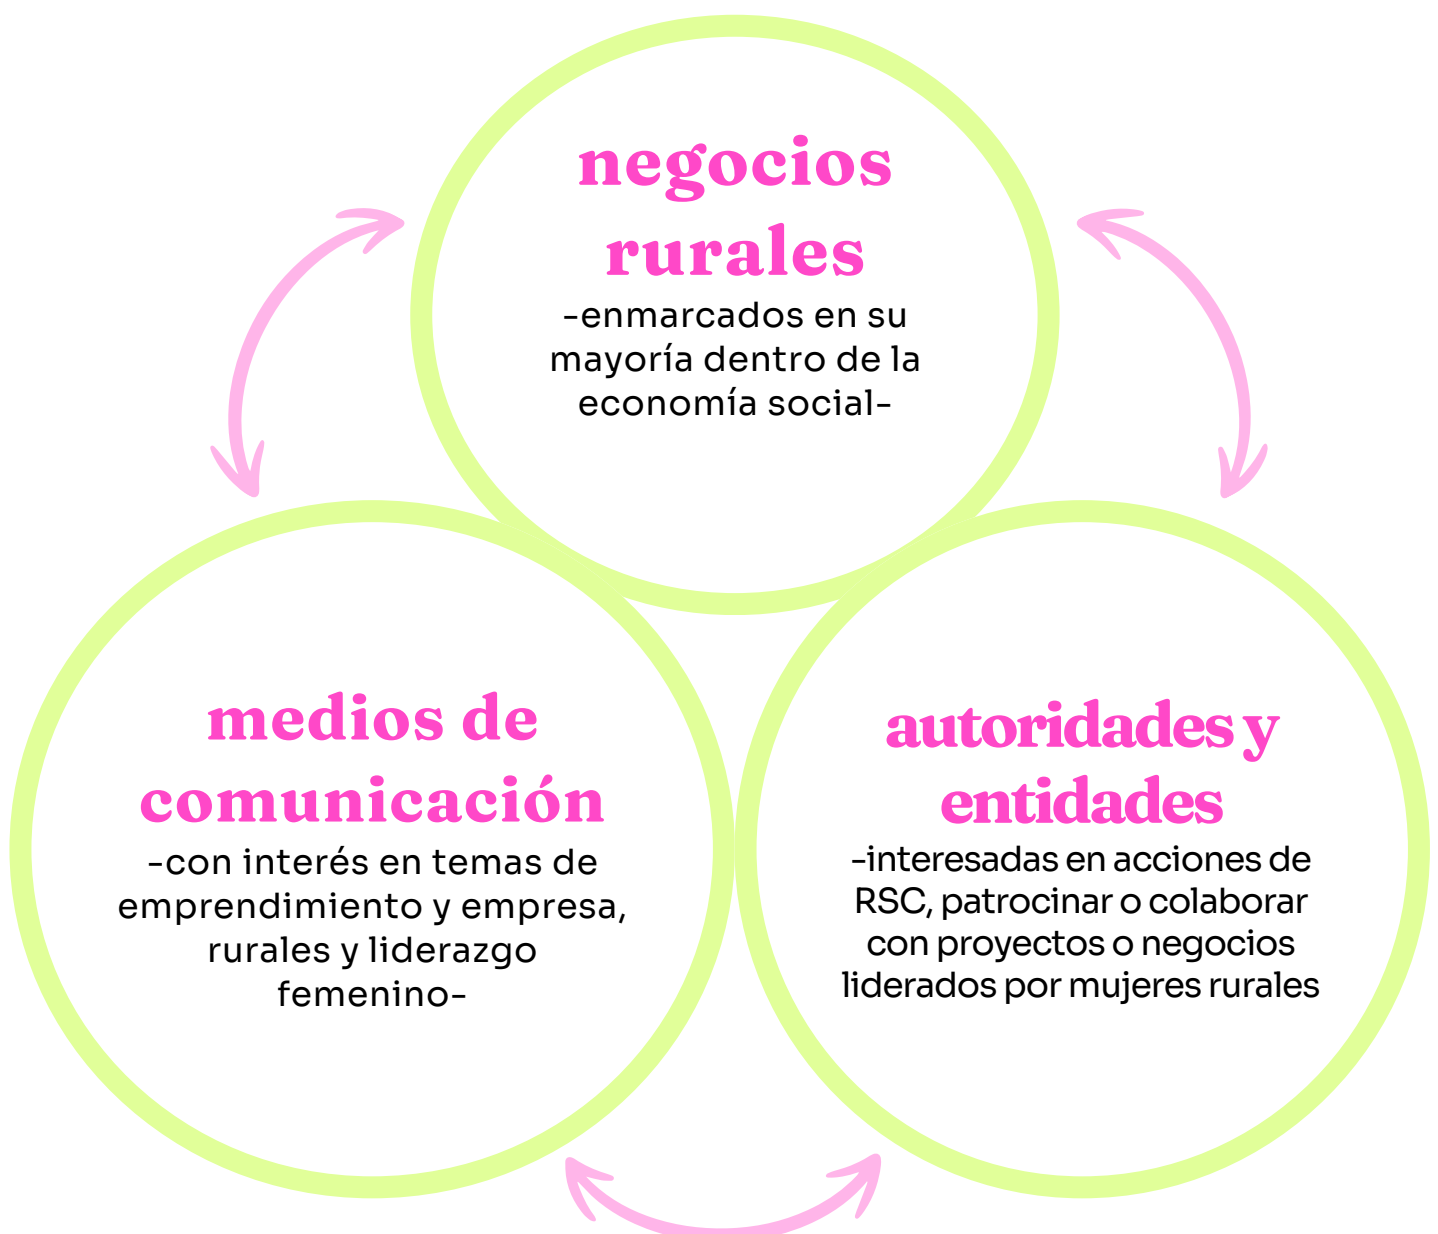 negocios
rurales
-enmarcados en su
mayoría dentro de la
economía social-
medios de
comunicación
-con interés en temas de
emprendimiento y empresa,
rurales y liderazgo
femenino-
autoridades y
entidades
-interesadas en acciones de
RSC, patrocinar o colaborar
con proyectos o negocios
liderados por mujeres rurales